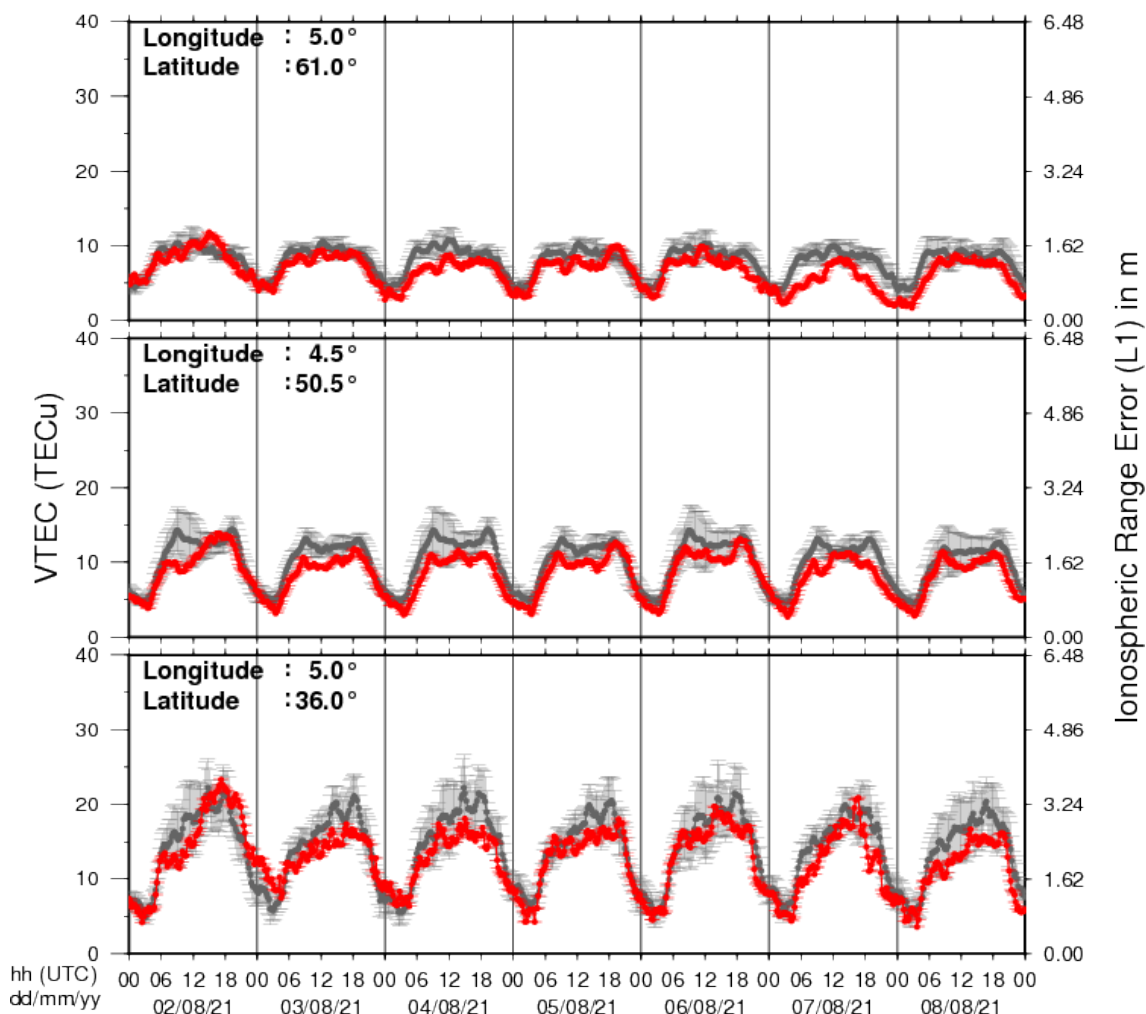 40
30
20
10
0
Longitude : 5.0°
Latitude :61.0°
6.48
4.86
3.24
1.62
0.00
40
30
20
10
0
Longitude : 4.5°
Latitude :50.5°
6.48
4.86
3.24
1.62
0.00
40
30
20
10
0
Longitude : 5.0°
Latitude :36.0°
6.48
4.86
3.24
1.62
0.00
VTEC (TECu)
Ionospheric Range Error (L1) in m
hh (UTC)
00 06 12 18 00 06 12 18 00 06 12 18 00 06 12 18 00 06 12 18 00 06 12 18 00 06 12 18 00
dd/mm/yy
02/08/21 03/08/21 04/08/21 05/08/21 06/08/21 07/08/21 08/08/21